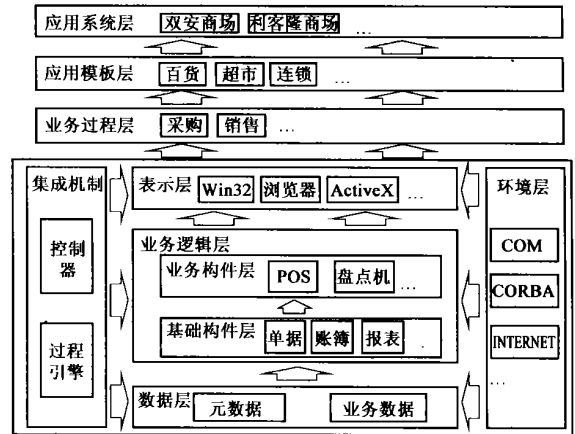 应用系统层 双安商场 利客隆商场 …
应用模板层 百货 超市 连锁 …
业务过程层 采购 销售 …
集成机制
控制器
过程引擎
表示层 Win32 浏览器 ActiveX …
业务逻辑层
业务构件层 POS 盘点机 …
基础构件层 单据 账簿 报表 .
数据层 元数据 业务数据
环境层
COM
CORBA
INTERNET
…